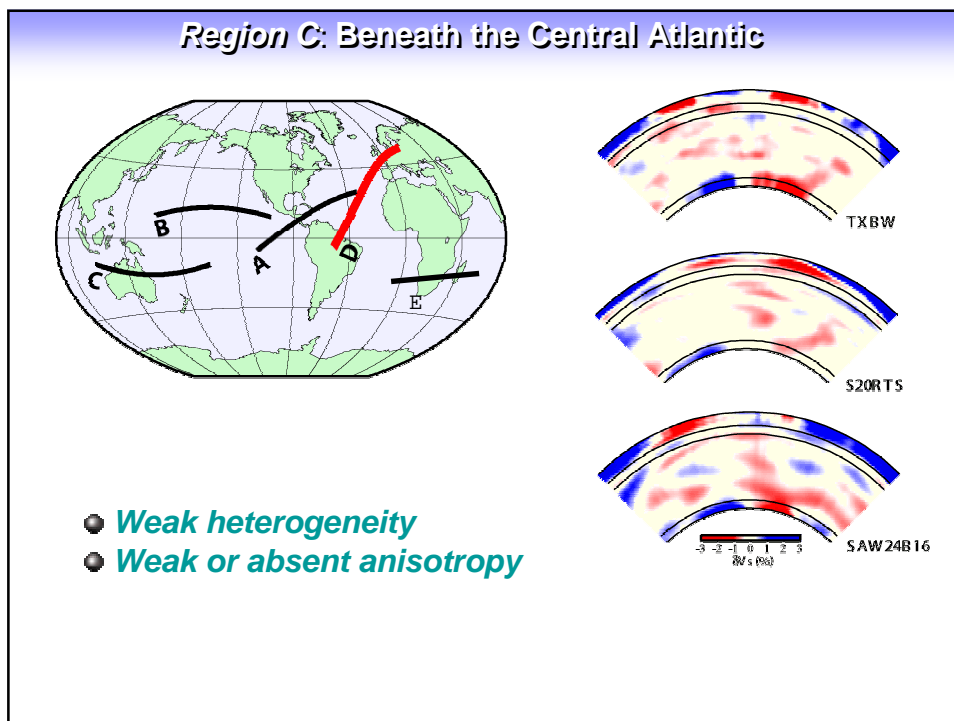 Region C: Beneath the Central Atlantic
B
C
A
D
E
TXBW
S20RTS
SAW24B16
-3 -2 -1 0 1 2 3
δVs (%)
Weak heterogeneity
Weak or absent anisotropy